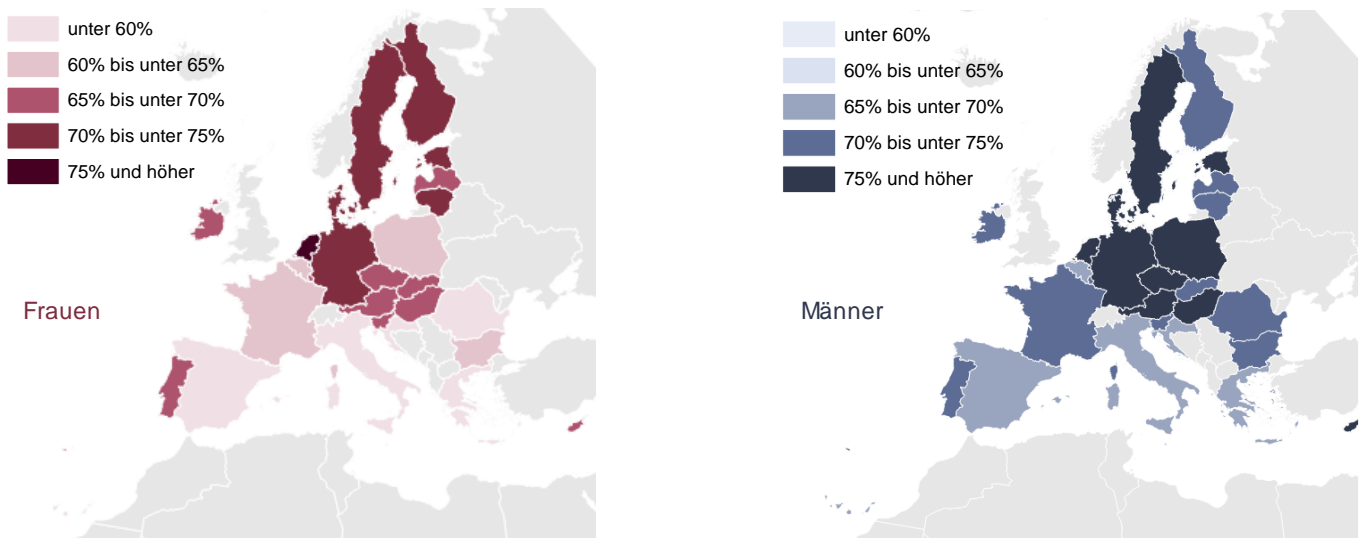 unter 60%
60% bis unter 65%
65% bis unter 70%
70% bis unter 75%
75% und höher
Frauen
unter 60%
60% bis unter 65%
65% bis unter 70%
70% bis unter 75%
75% und höher
Männer